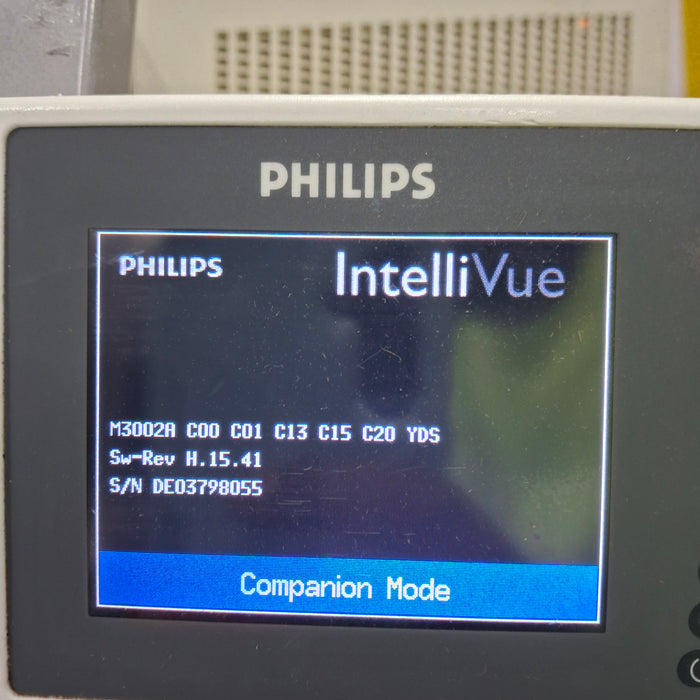 PHILIPS
PHILIPS IntelliVue
M3002A C00 C01 C13 C15 C20 YDS
Sw-Rev H.15.41
S/N DE03798055
Companion Mode